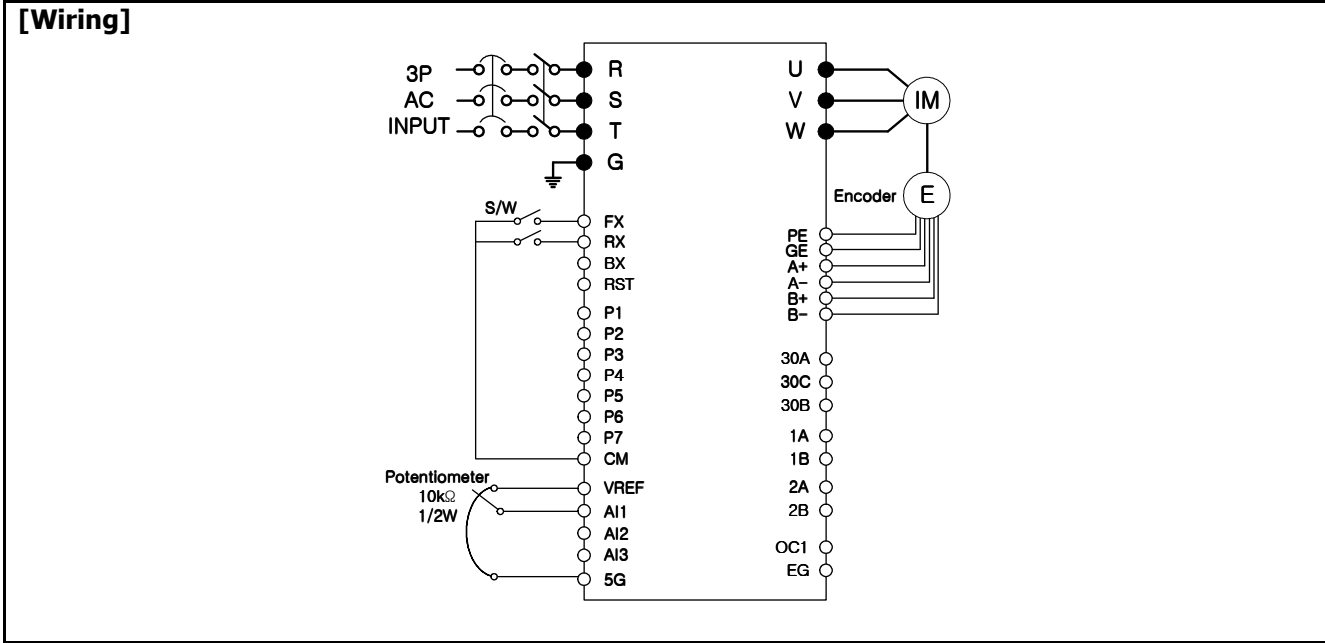 [Wiring]
3P
AC
INPUT
R
S
T
G
S/W
FX
RX
BX
RST
P1
P2
P3
P4
P5
P6
P7
CM
Potentiometer
10kΩ
1/2W
VREF
AI1
AI2
AI3
5G
U
V
W
IM
Encoder
E
PE
GE
A+
A-
B+
B-
30A
30C
30B
1A
1B
2A
2B
OC1
EG